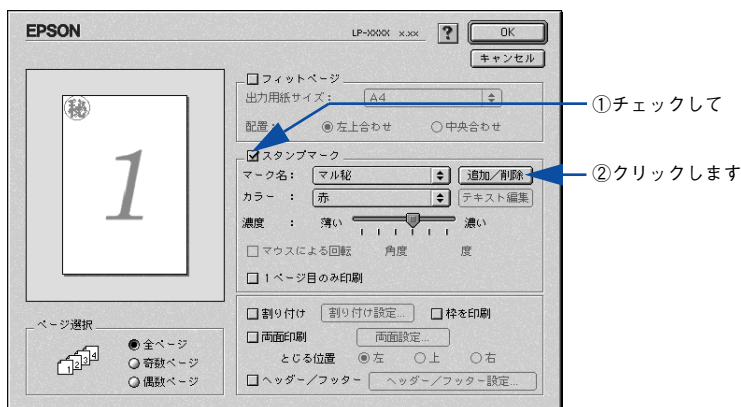 EPSON
LP-XXXX x.xx
?
OK
キャンセル
フィットページ
出力用紙サイズ： A4
配置： 左上合わせ 中央合わせ
①チェックして
スタンプマーク
マーク名： マル秘 追加／削除
②クリックします
カラー ： 赤 テキスト編集
濃度 ： 薄い 濃い
マウスによる回転 角度 度
1ページ目のみ印刷
秘
1
割り付け 割り付け設定... 枠を印刷
両面印刷 両面設定...
とじる位置 左 上 右
ヘッダー／フッター ヘッダー／フッター設定...
ページ選択
1 2 3 4
全ページ
奇数ページ
偶数ページ